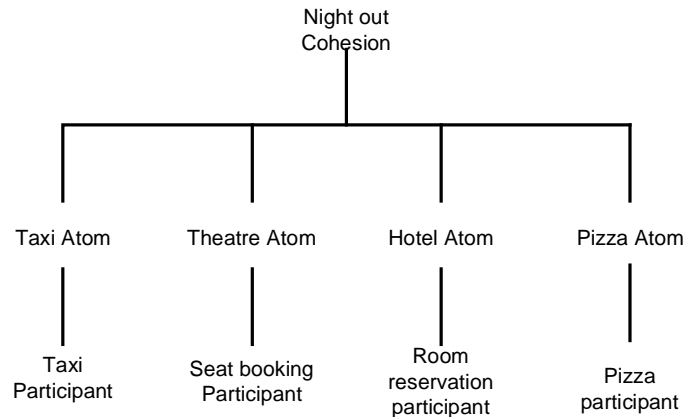 Night out
Cohesion
Taxi Atom
Theatre Atom
Hotel Atom
Pizza Atom
Taxi
Participant
Seat booking
Participant
Room
reservation
participant
Pizza
participant